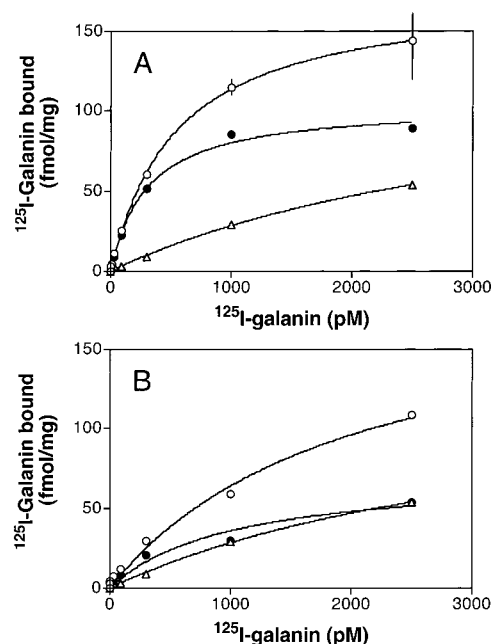 150
100
50
0
A
¹²⁵I-Galanin bound
(fmol/mg)
0 1000 2000 3000
¹²⁵I-galanin (pM)
150
100
50
0
B
¹²⁵I-Galanin bound
(fmol/mg)
0 1000 2000 3000
¹²⁵I-galanin (pM)